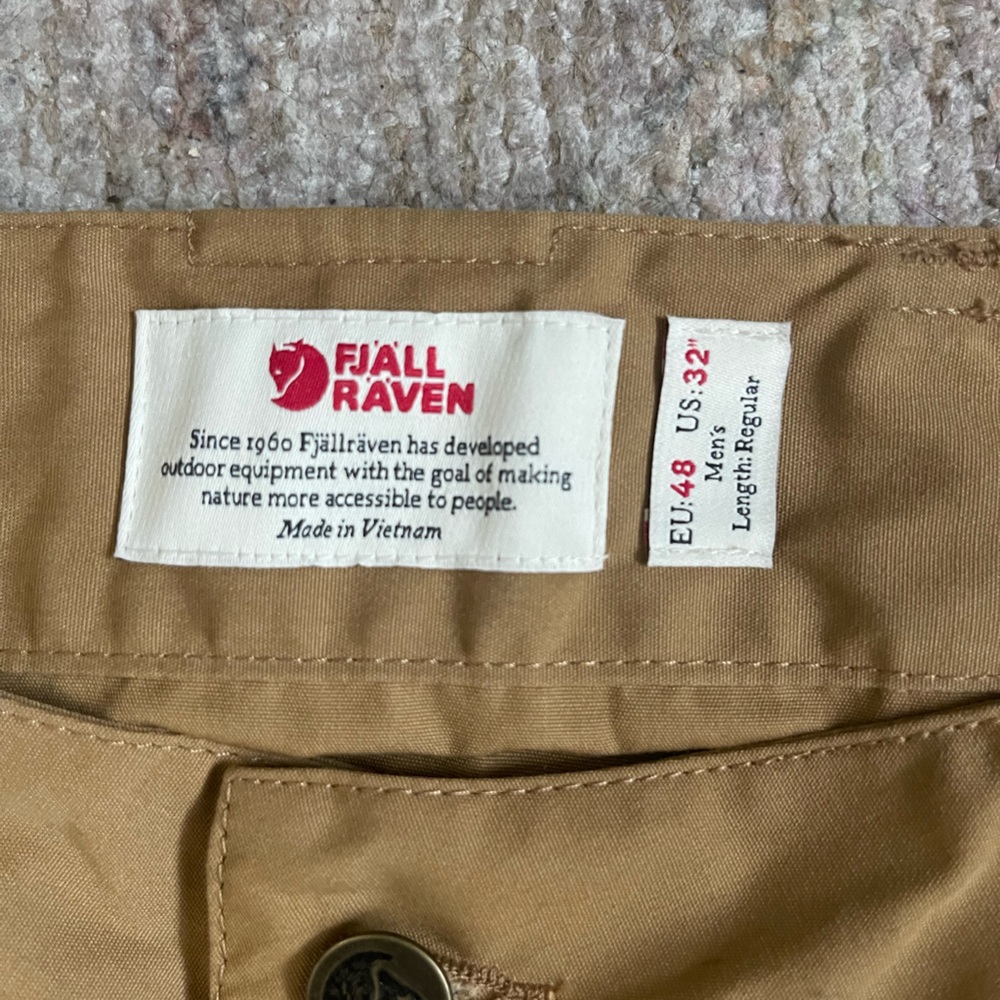 FJÄLL
RÄVEN
Since 1960 Fjällräven has developed
outdoor equipment with the goal of making
nature more accessible to people.
Made in Vietnam
EU:48 US:32"
Men's
Length: Regular